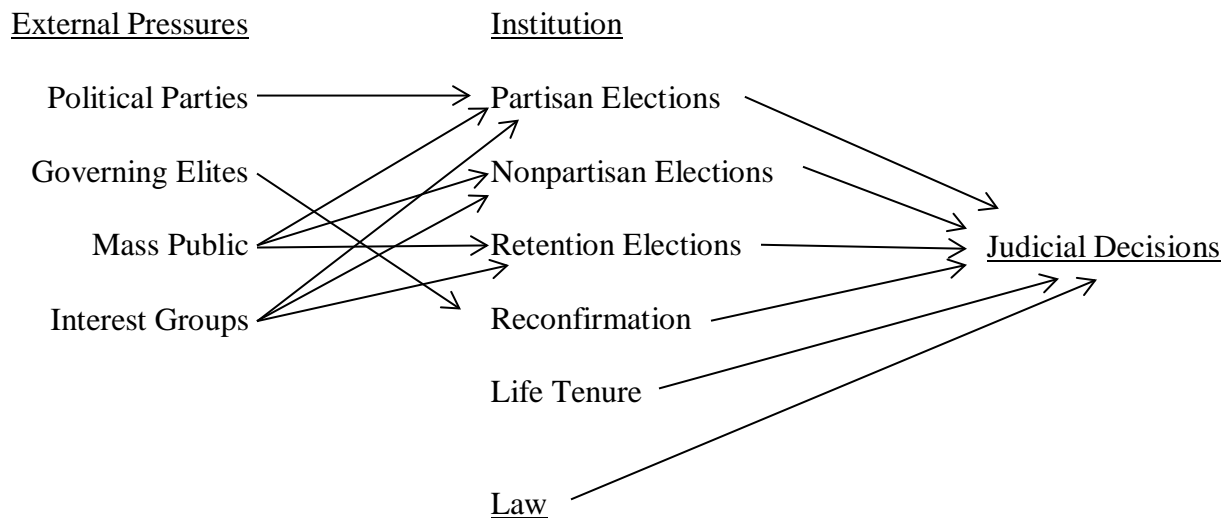 External Pressures Institution
Political Parties Partisan Elections
Governing Elites Nonpartisan Elections
Mass Public Retention Elections Judicial Decisions
Interest Groups Reconfirmation
Life Tenure
Law